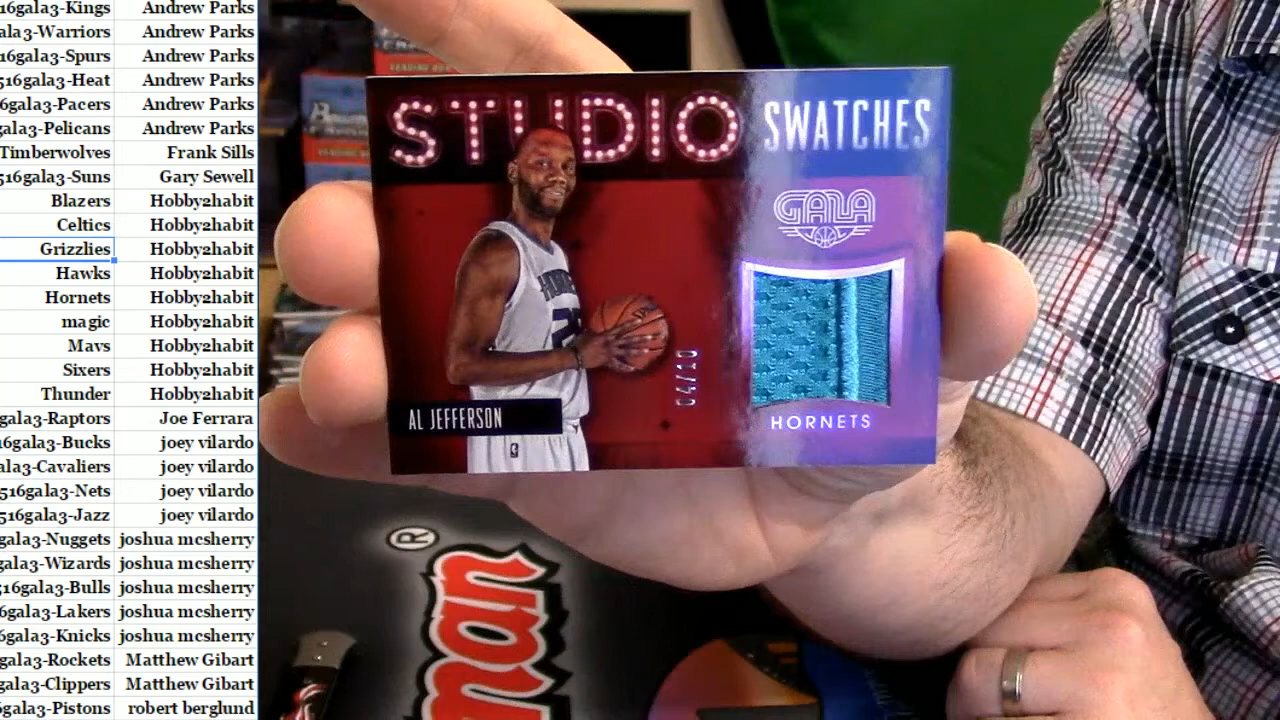 16gala3-Kings Andrew Parks
ala3-Warriors Andrew Parks
16gala3-Spurs Andrew Parks
516gala3-Heat Andrew Parks
6gala3-Pacers Andrew Parks
gala3-Pelicans Andrew Parks
Timberwolves Frank Sills
516gala3-Suns Gary Sewell
Blazers Hobby2habit
Celtics Hobby2habit
Grizzlies Hobby2habit
Hawks Hobby2habit
Hornets Hobby2habit
magic Hobby2habit
Mavs Hobby2habit
Sixers Hobby2habit
Thunder Hobby2habit
gala3-Raptors Joe Ferrara
16gala3-Bucks joey vilardo
ala3-Cavaliers joey vilardo
516gala3-Nets joey vilardo
516gala3-Jazz joey vilardo
gala3-Nuggets joshua mcsherry
gala3-Wizards joshua mcsherry
516gala3-Bulls joshua mcsherry
6gala3-Lakers joshua mcsherry
6gala3-Knicks joshua mcsherry
gala3-Rockets Matthew Gibart
gala3-Clippers Matthew Gibart
6gala3-Pistons robert berglund
STUDIO SWATCHES
GALA
04/10
AL JEFFERSON
HORNETS
man®